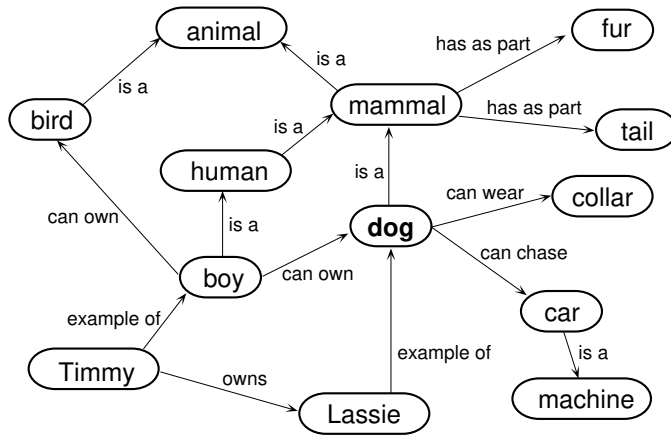 animal
fur
has as part
is a
is a
mammal
bird
is a
has as part
tail
human
is a
can wear
collar
can own
is a
dog
can chase
boy
can own
car
example of
example of
is a
Timmy
owns
machine
Lassie